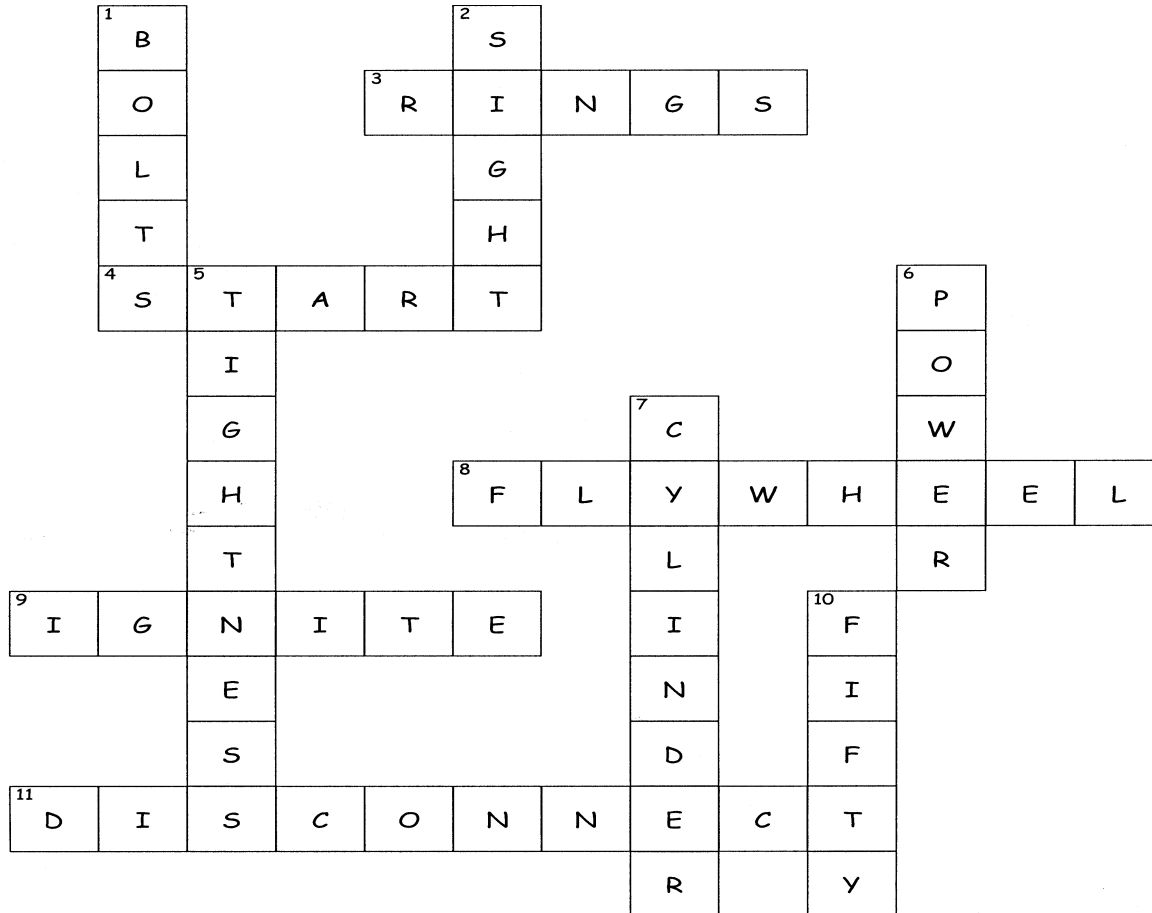 1 B 2 S
O 3 R I N G S
L G
T H
4 S 5 T A R T 6 P
I O
G 7 C W
H 8 F L Y W H E E L
T L R
9 I G N I T E I 10 F
E N I
S D F
11 D I S C O N N E C T
R Y